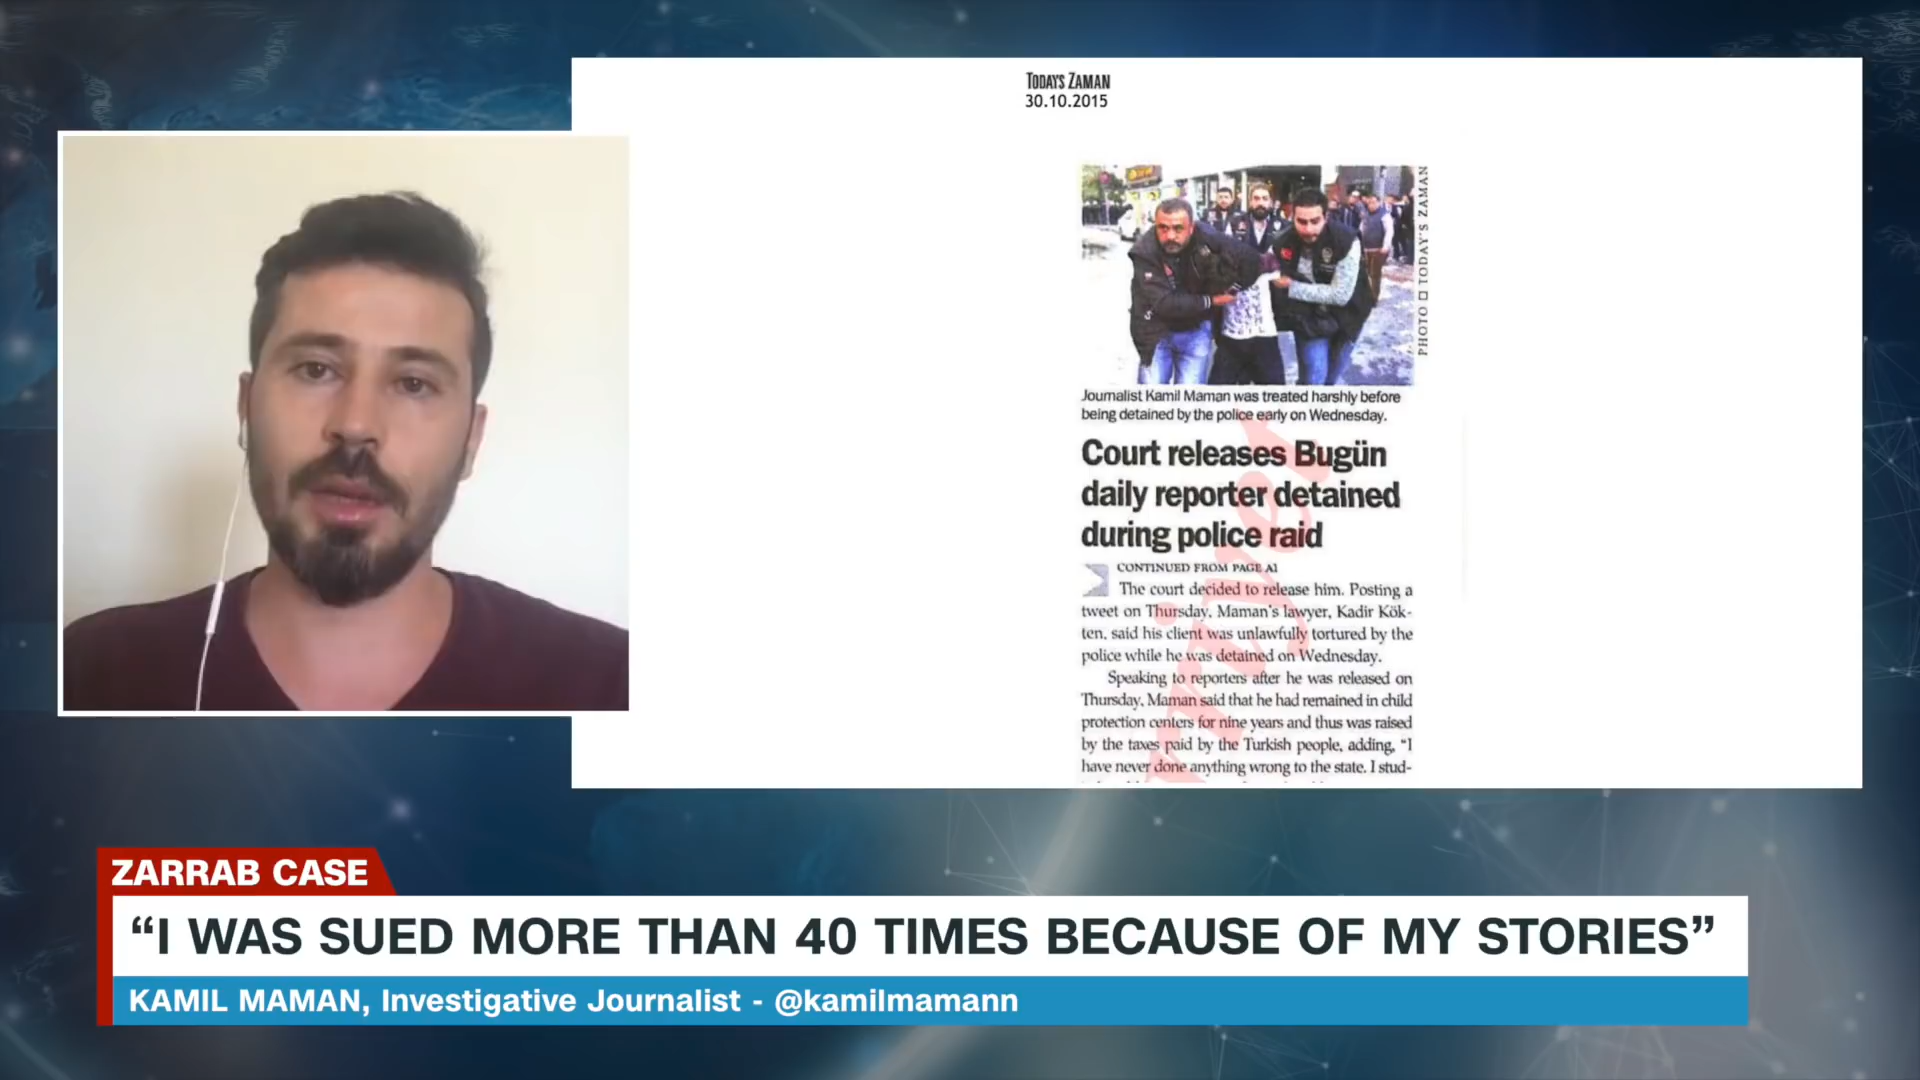 TODAYS ZAMAN
30.10.2015
PHOTO □ TODAY'S ZAMAN
Journalist Kamil Maman was treated harshly before
being detained by the police early on Wednesday.
Court releases Bugün
daily reporter detained
during police raid
CONTINUED FROM PAGE A1
The court decided to release him. Posting a
tweet on Thursday, Maman's lawyer, Kadir Kök-
ten, said his client was unlawfully tortured by the
police while he was detained on Wednesday.
Speaking to reporters after he was released on
Thursday, Maman said that he had remained in child
protection centers for nine years and thus was raised
by the taxes paid by the Turkish people, adding, "I
have never done anything wrong to the state. I stud-
ZARRAB CASE
“I WAS SUED MORE THAN 40 TIMES BECAUSE OF MY STORIES”
KAMIL MAMAN, Investigative Journalist - @kamilmamann